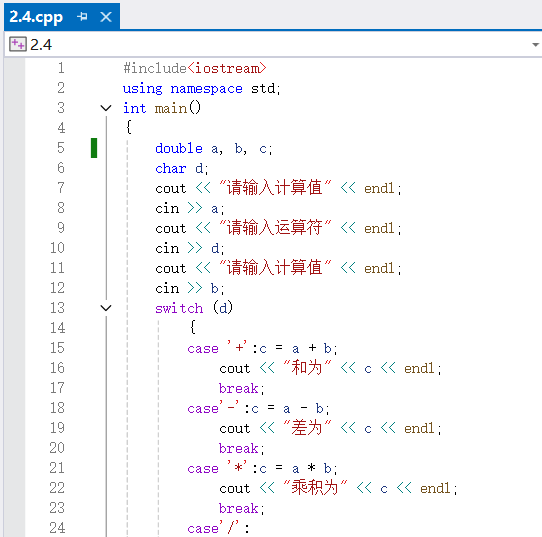 2.4.cpp
2.4
1 #include<iostream>
2 using namespace std;
3 int main()
4 {
5 double a, b, c;
6 char d;
7 cout << "请输入计算值" << endl;
8 cin >> a;
9 cout << "请输入运算符" << endl;
10 cin >> d;
11 cout << "请输入计算值" << endl;
12 cin >> b;
13 switch (d)
14 {
15 case '+':c = a + b;
16 cout << "和为" << c << endl;
17 break;
18 case'-':c = a - b;
19 cout << "差为" << c << endl;
20 break;
21 case '*':c = a * b;
22 cout << "乘积为" << c << endl;
23 break;
24 case'/':